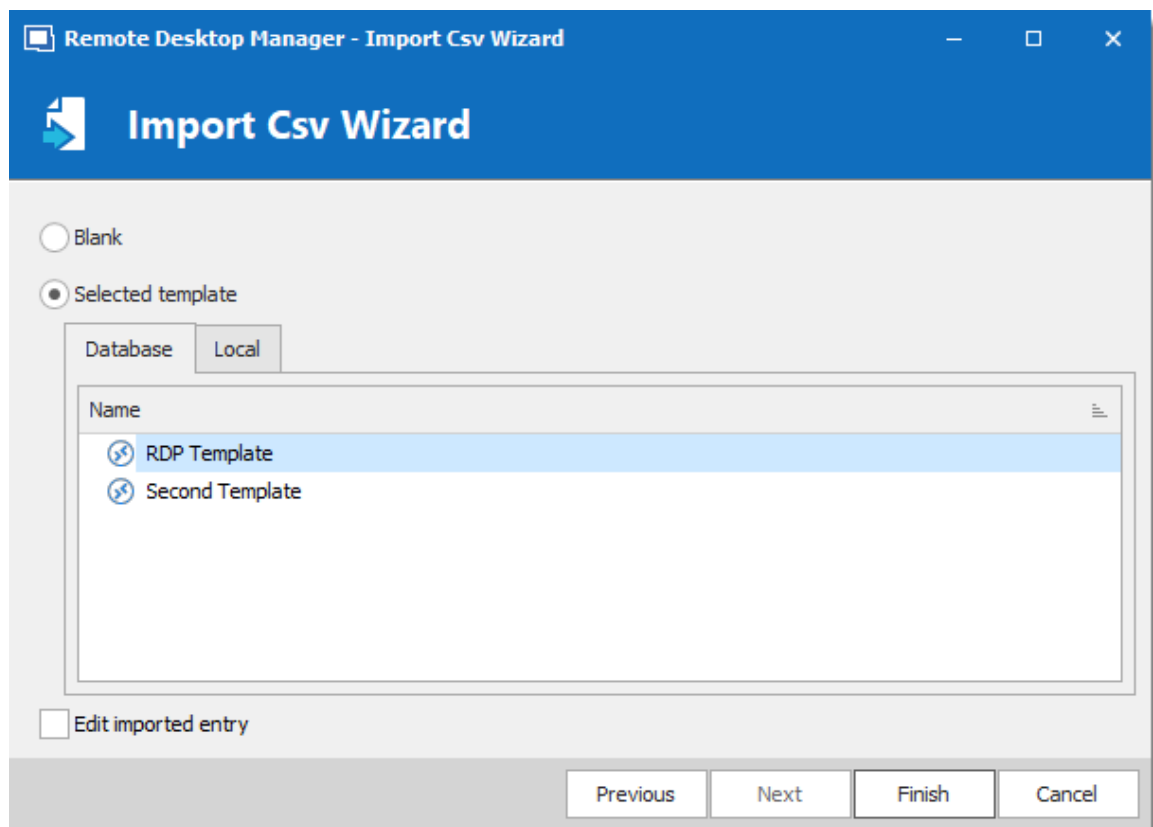 Remote Desktop Manager - Import Csv Wizard
Import Csv Wizard
Blank
Selected template
Database Local
Name
RDP Template
Second Template
Edit imported entry
Previous Next Finish Cancel